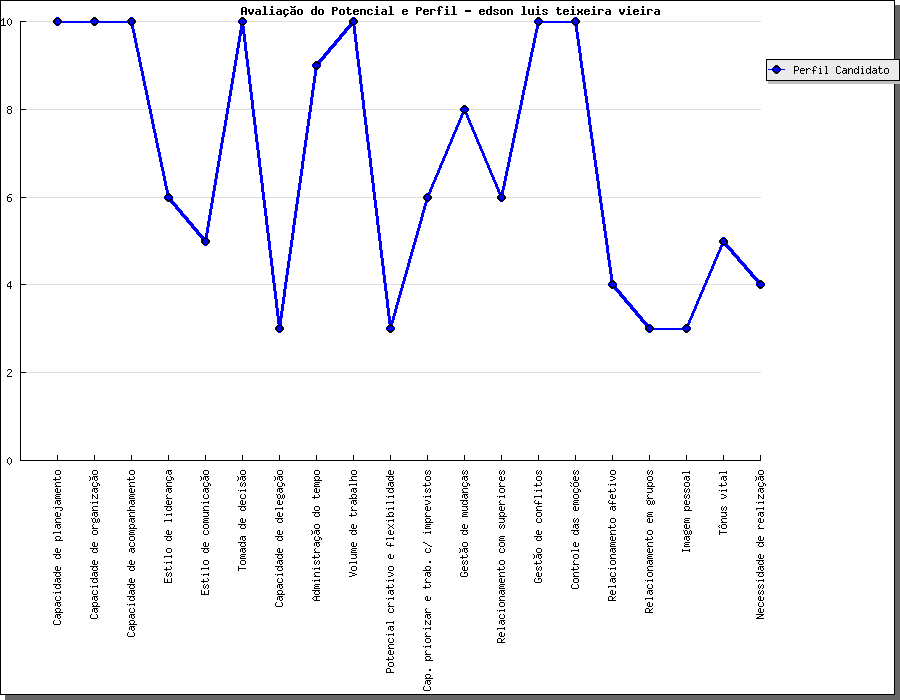 Avaliação do Potencial e Perfil - edson luis teixeira vieira
Perfil Candidato
10
8
6
4
2
0
Capacidade de planejamento
Capacidade de organização
Capacidade de acompanhamento
Estilo de liderança
Estilo de comunicação
Tomada de decisão
Capacidade de delegação
Administração do tempo
Volume de trabalho
Potencial criativo e flexibilidade
Cap. priorizar e trab. c/ imprevistos
Gestão de mudanças
Relacionamento com superiores
Gestão de conflitos
Controle das emoções
Relacionamento afetivo
Relacionamento em grupos
Imagem pessoal
Tônus vital
Necessidade de realização